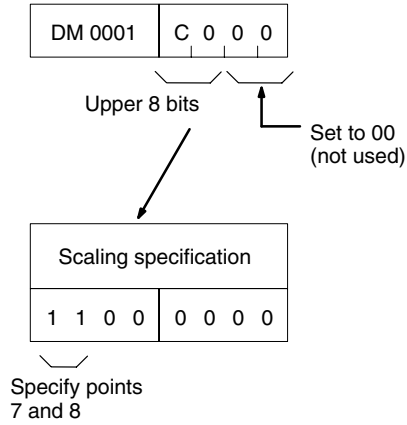 DM 0001 C 0 0 0
Upper 8 bits
Set to 00
(not used)
Scaling specification
1 1 0 0 0 0 0 0
Specify points
7 and 8